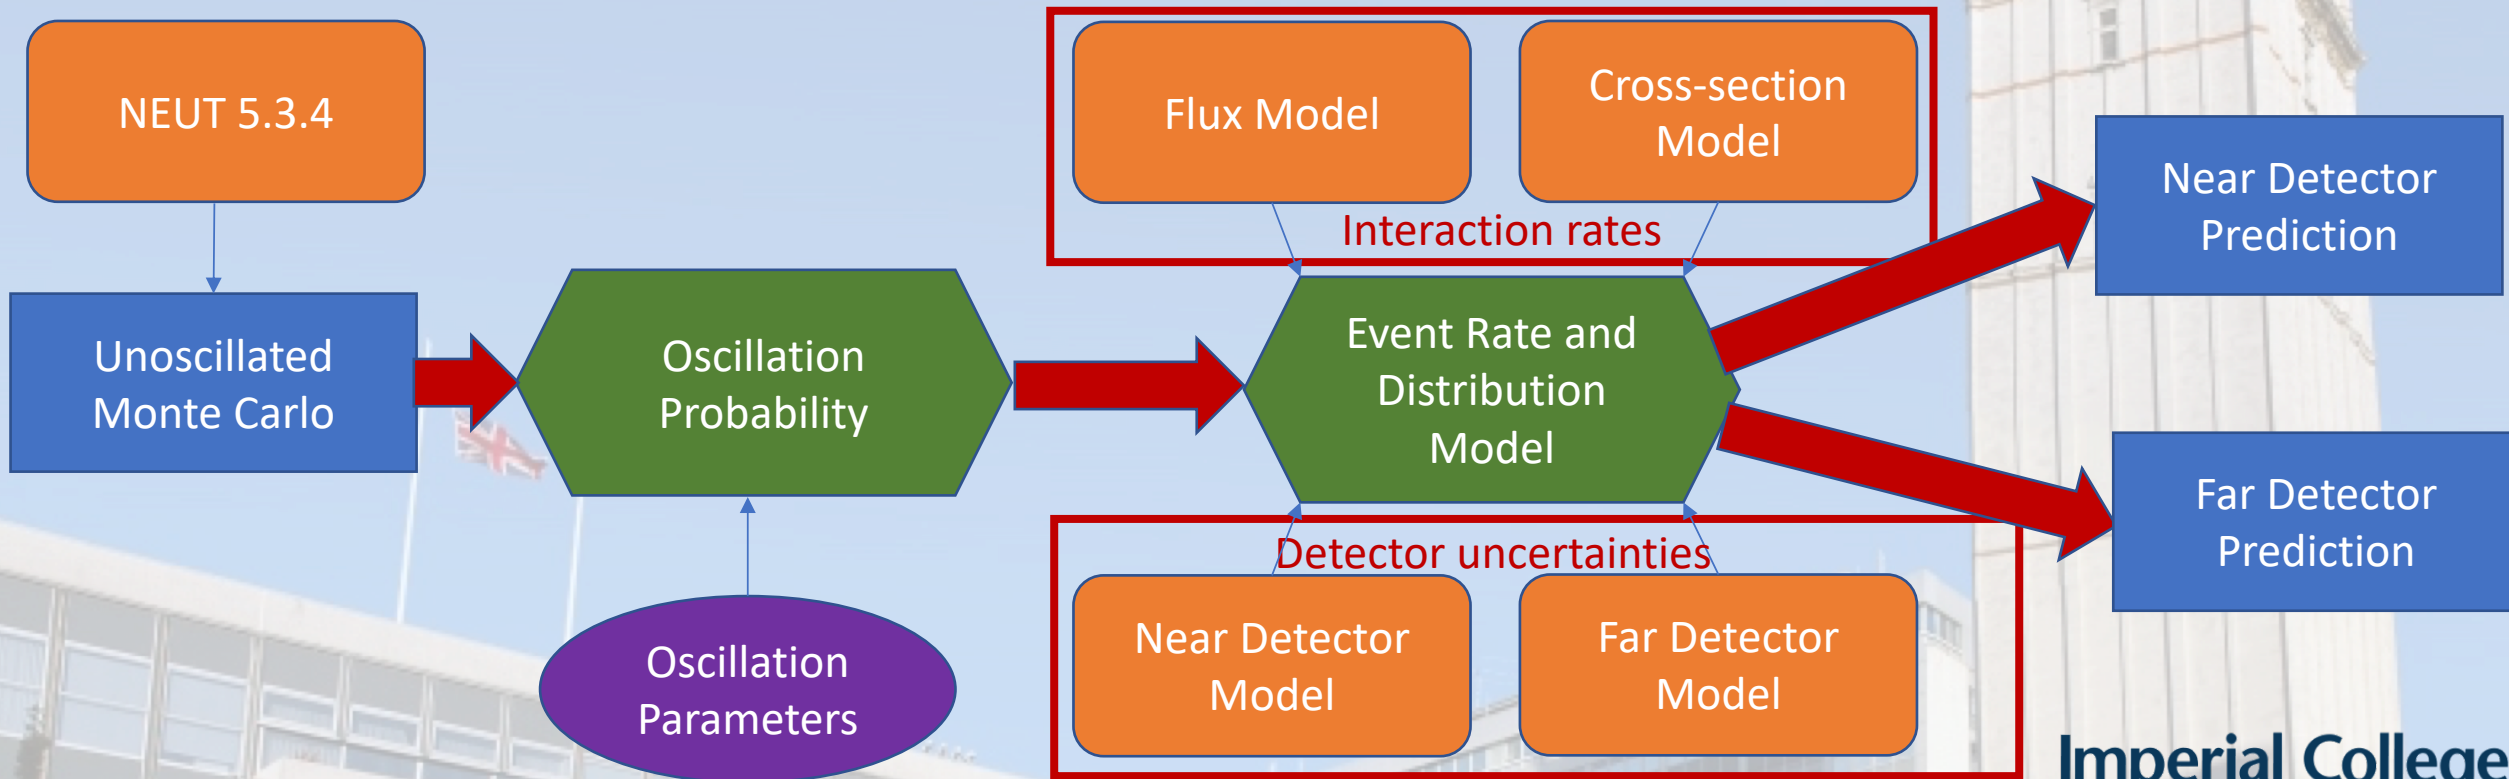 NEUT 5.3.4
Flux Model
Cross-section
Model
Interaction rates
Near Detector
Prediction
Unoscillated
Monte Carlo
Oscillation
Probability
Event Rate and
Distribution
Model
Far Detector
Prediction
Detector uncertainties
Near Detector
Model
Far Detector
Model
Oscillation
Parameters
Imperial College